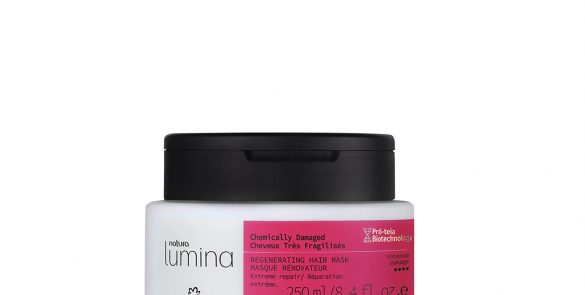 natura
lumina
Chemically Damaged
Cheveux Très Fragilisés
REGENERATING HAIR MASK
MASQUE RÉNOVATEUR
Extreme repair/ Réparation
extrême.
250 ml/8.4 fl. oz.e
Pró-teia
Biotechnology
intense
damage